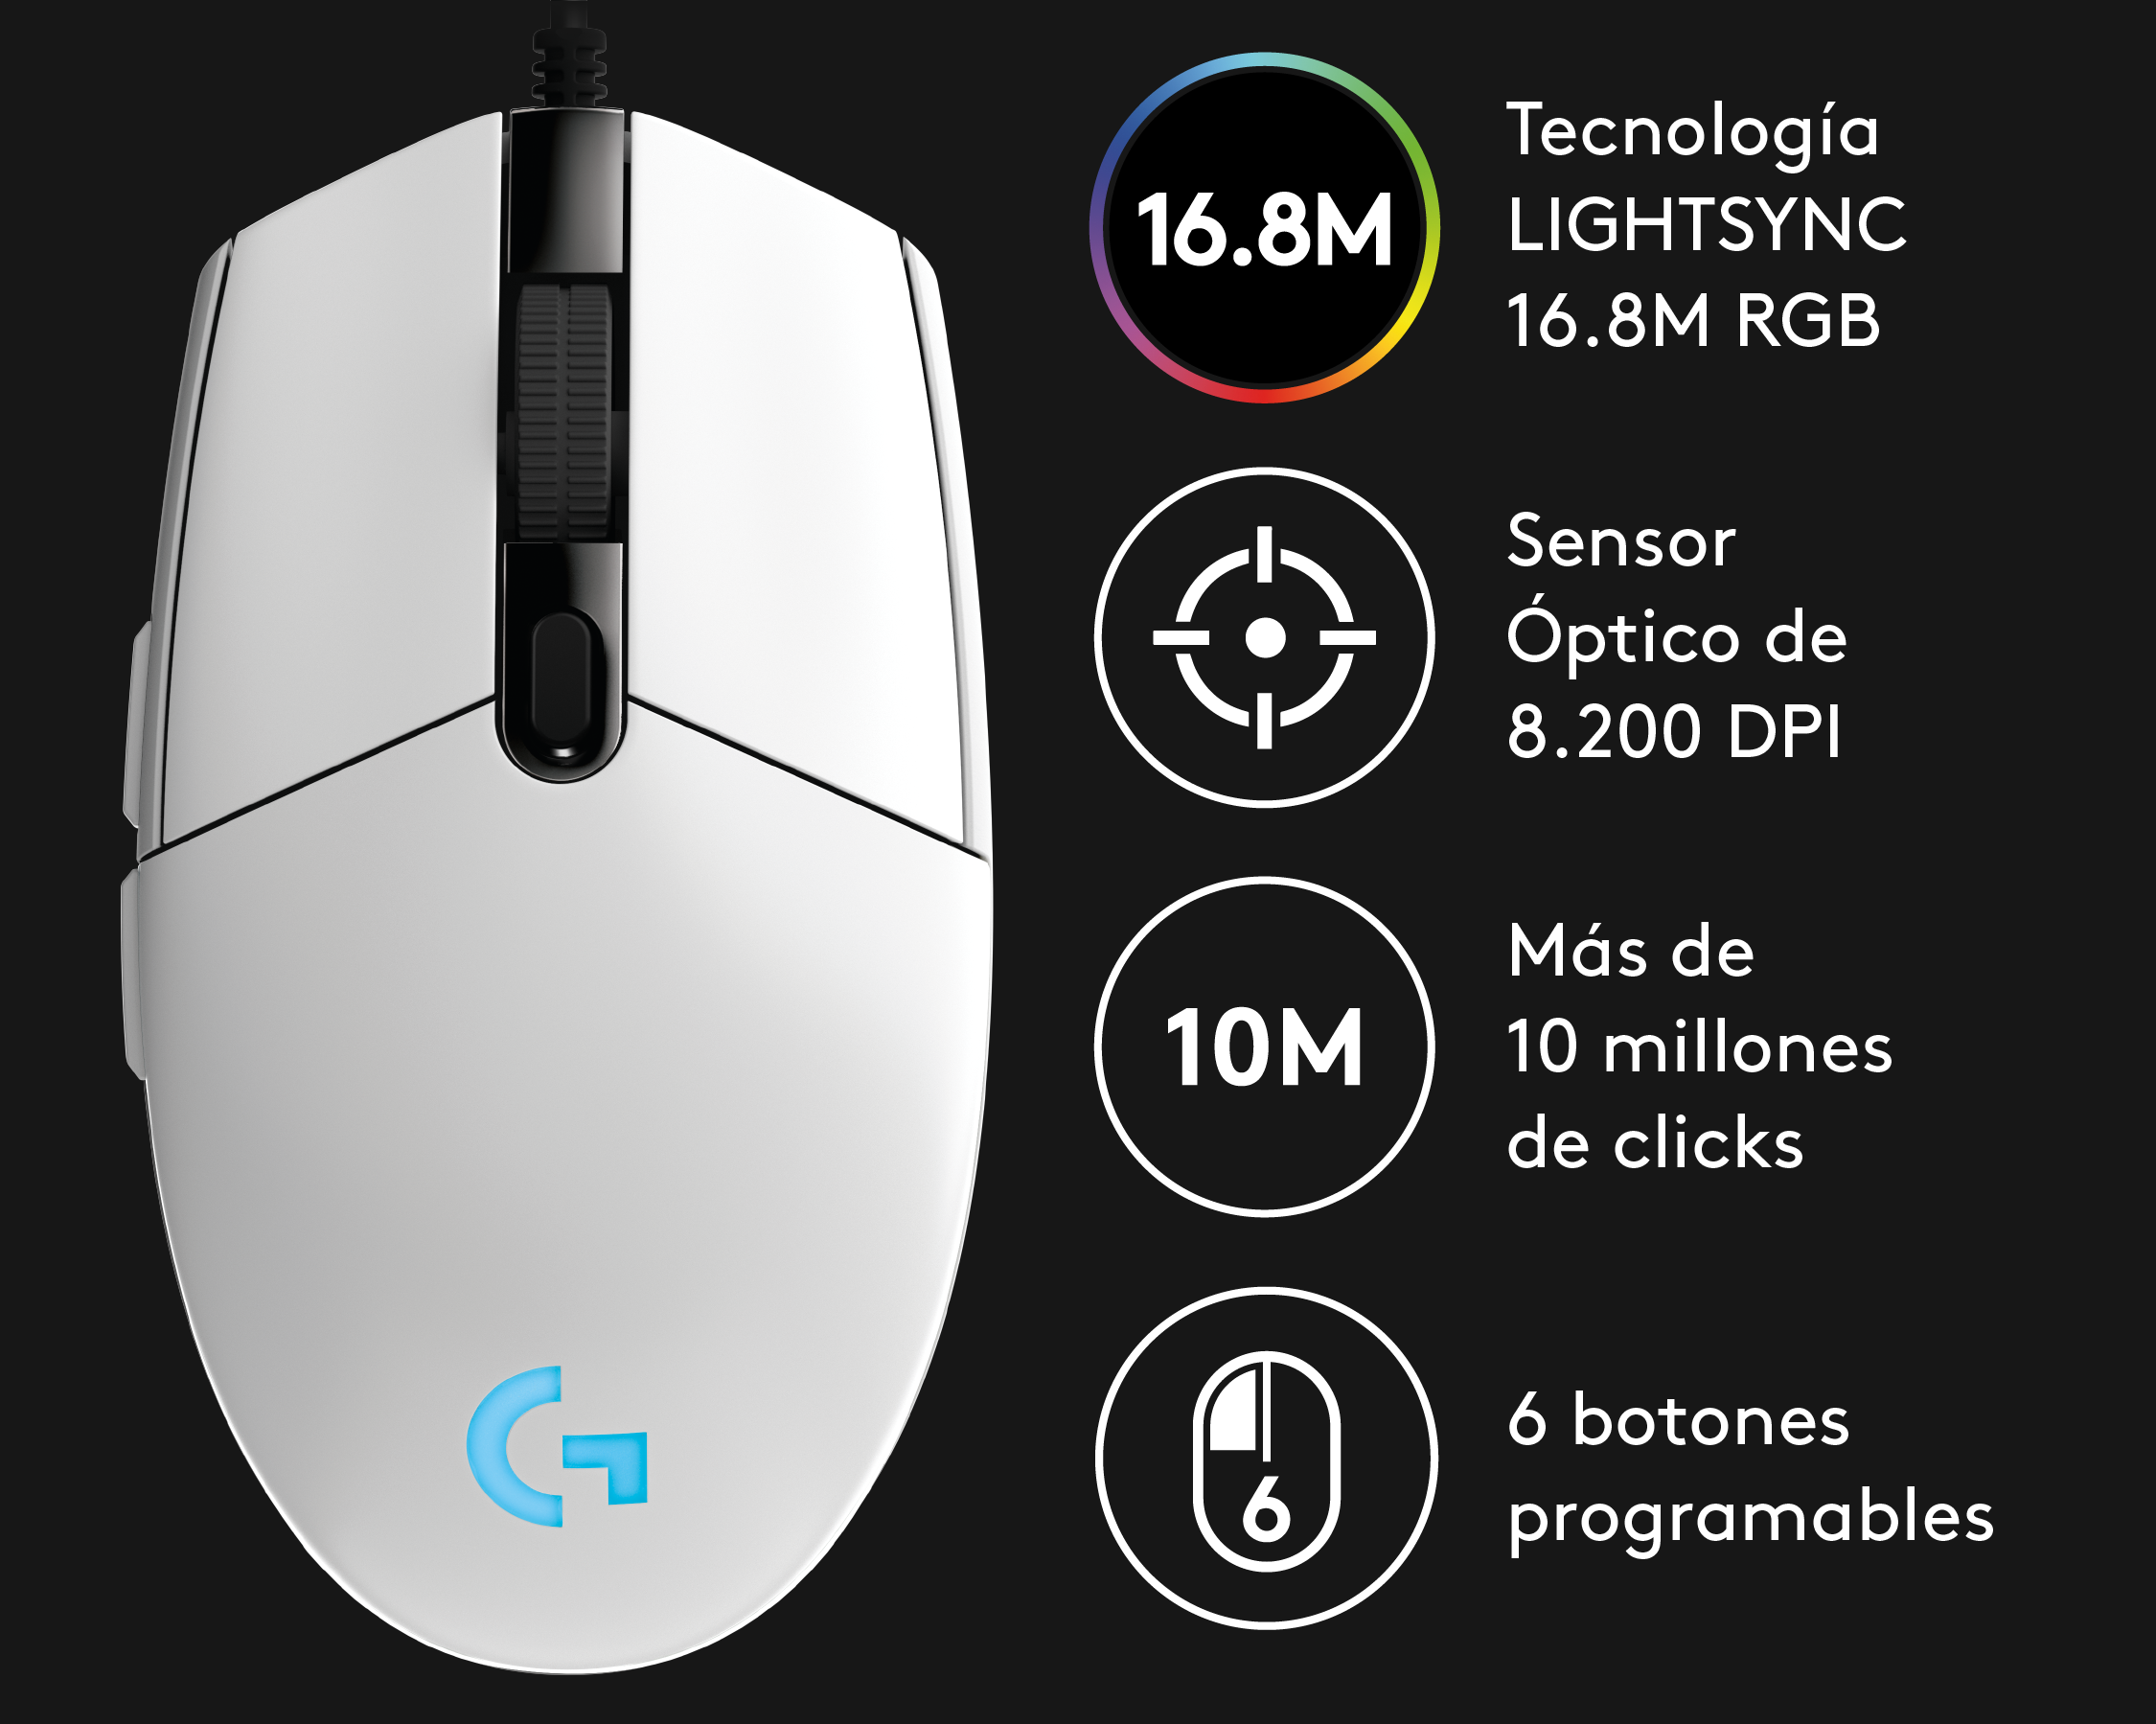 16.8M
Tecnología
LIGHTSYNC
16.8M RGB
Sensor
Óptico de
8.200 DPI
10M
Más de
10 millones
de clicks
6
6 botones
programables
G